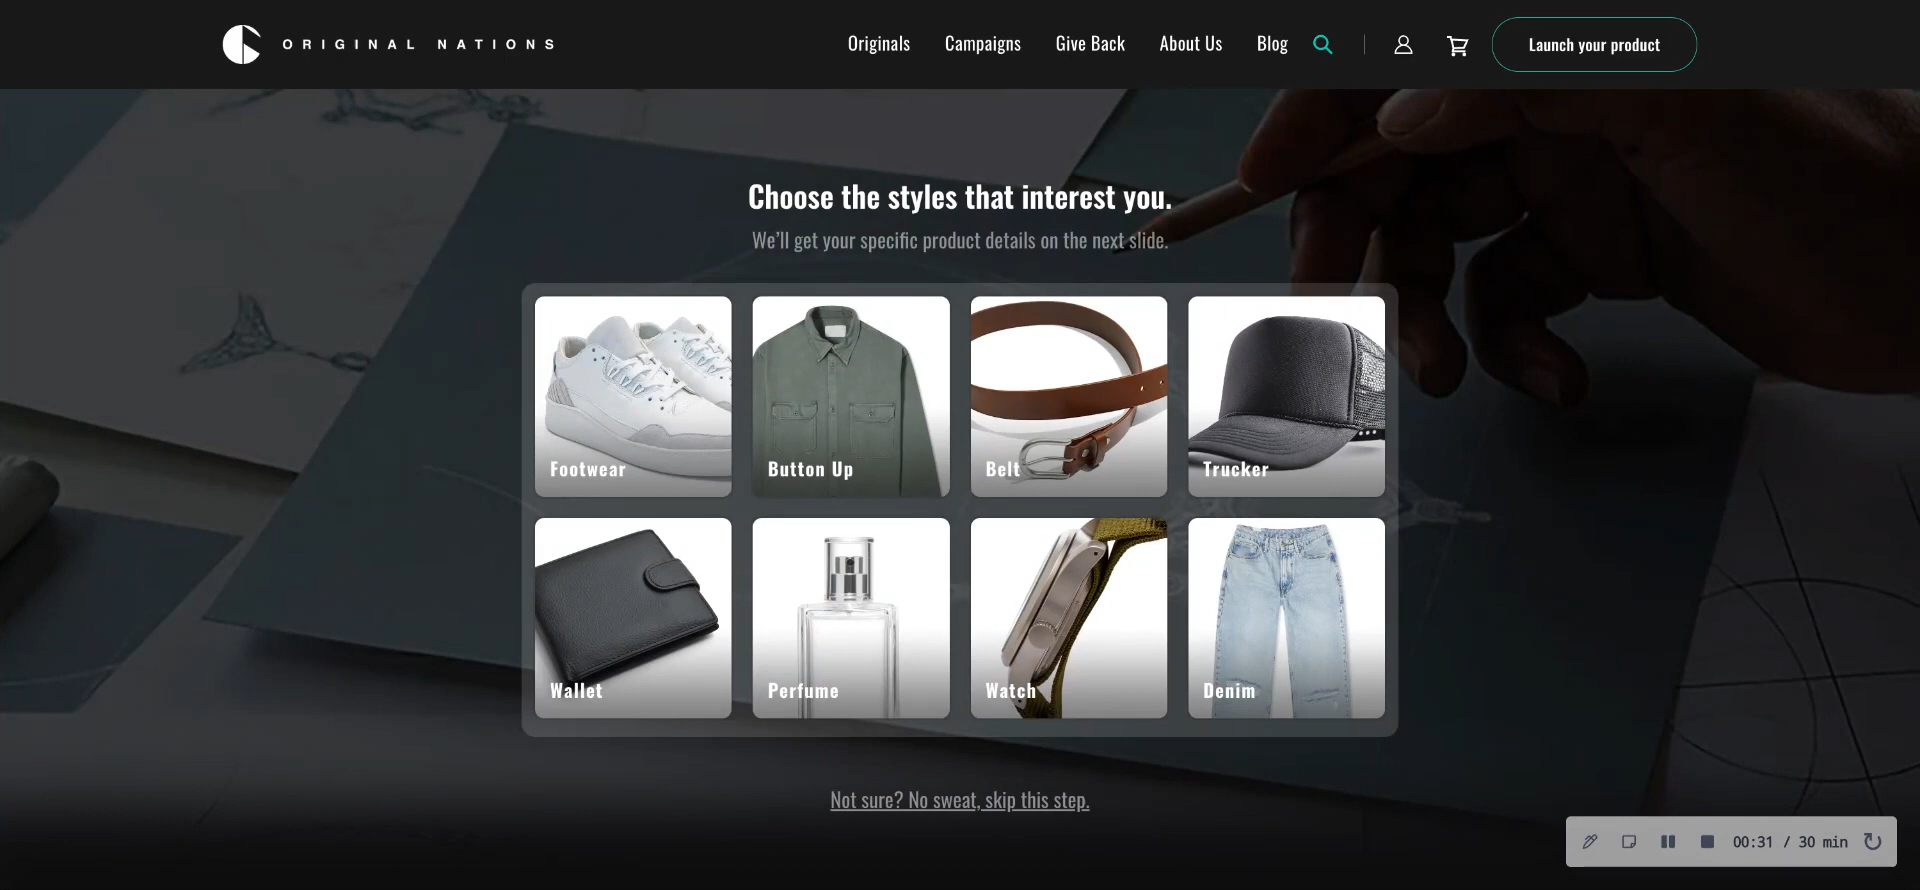 ORIGINAL NATIONS
Originals
Campaigns
Give Back
About Us
Blog
Launch your product
Choose the styles that interest you.
We'll get your specific product details on the next slide.
Footwear
Button Up
Belt
Trucker
Wallet
Perfume
Watch
Denim
Not sure? No sweat, skip this step.
00:31 / 30 min